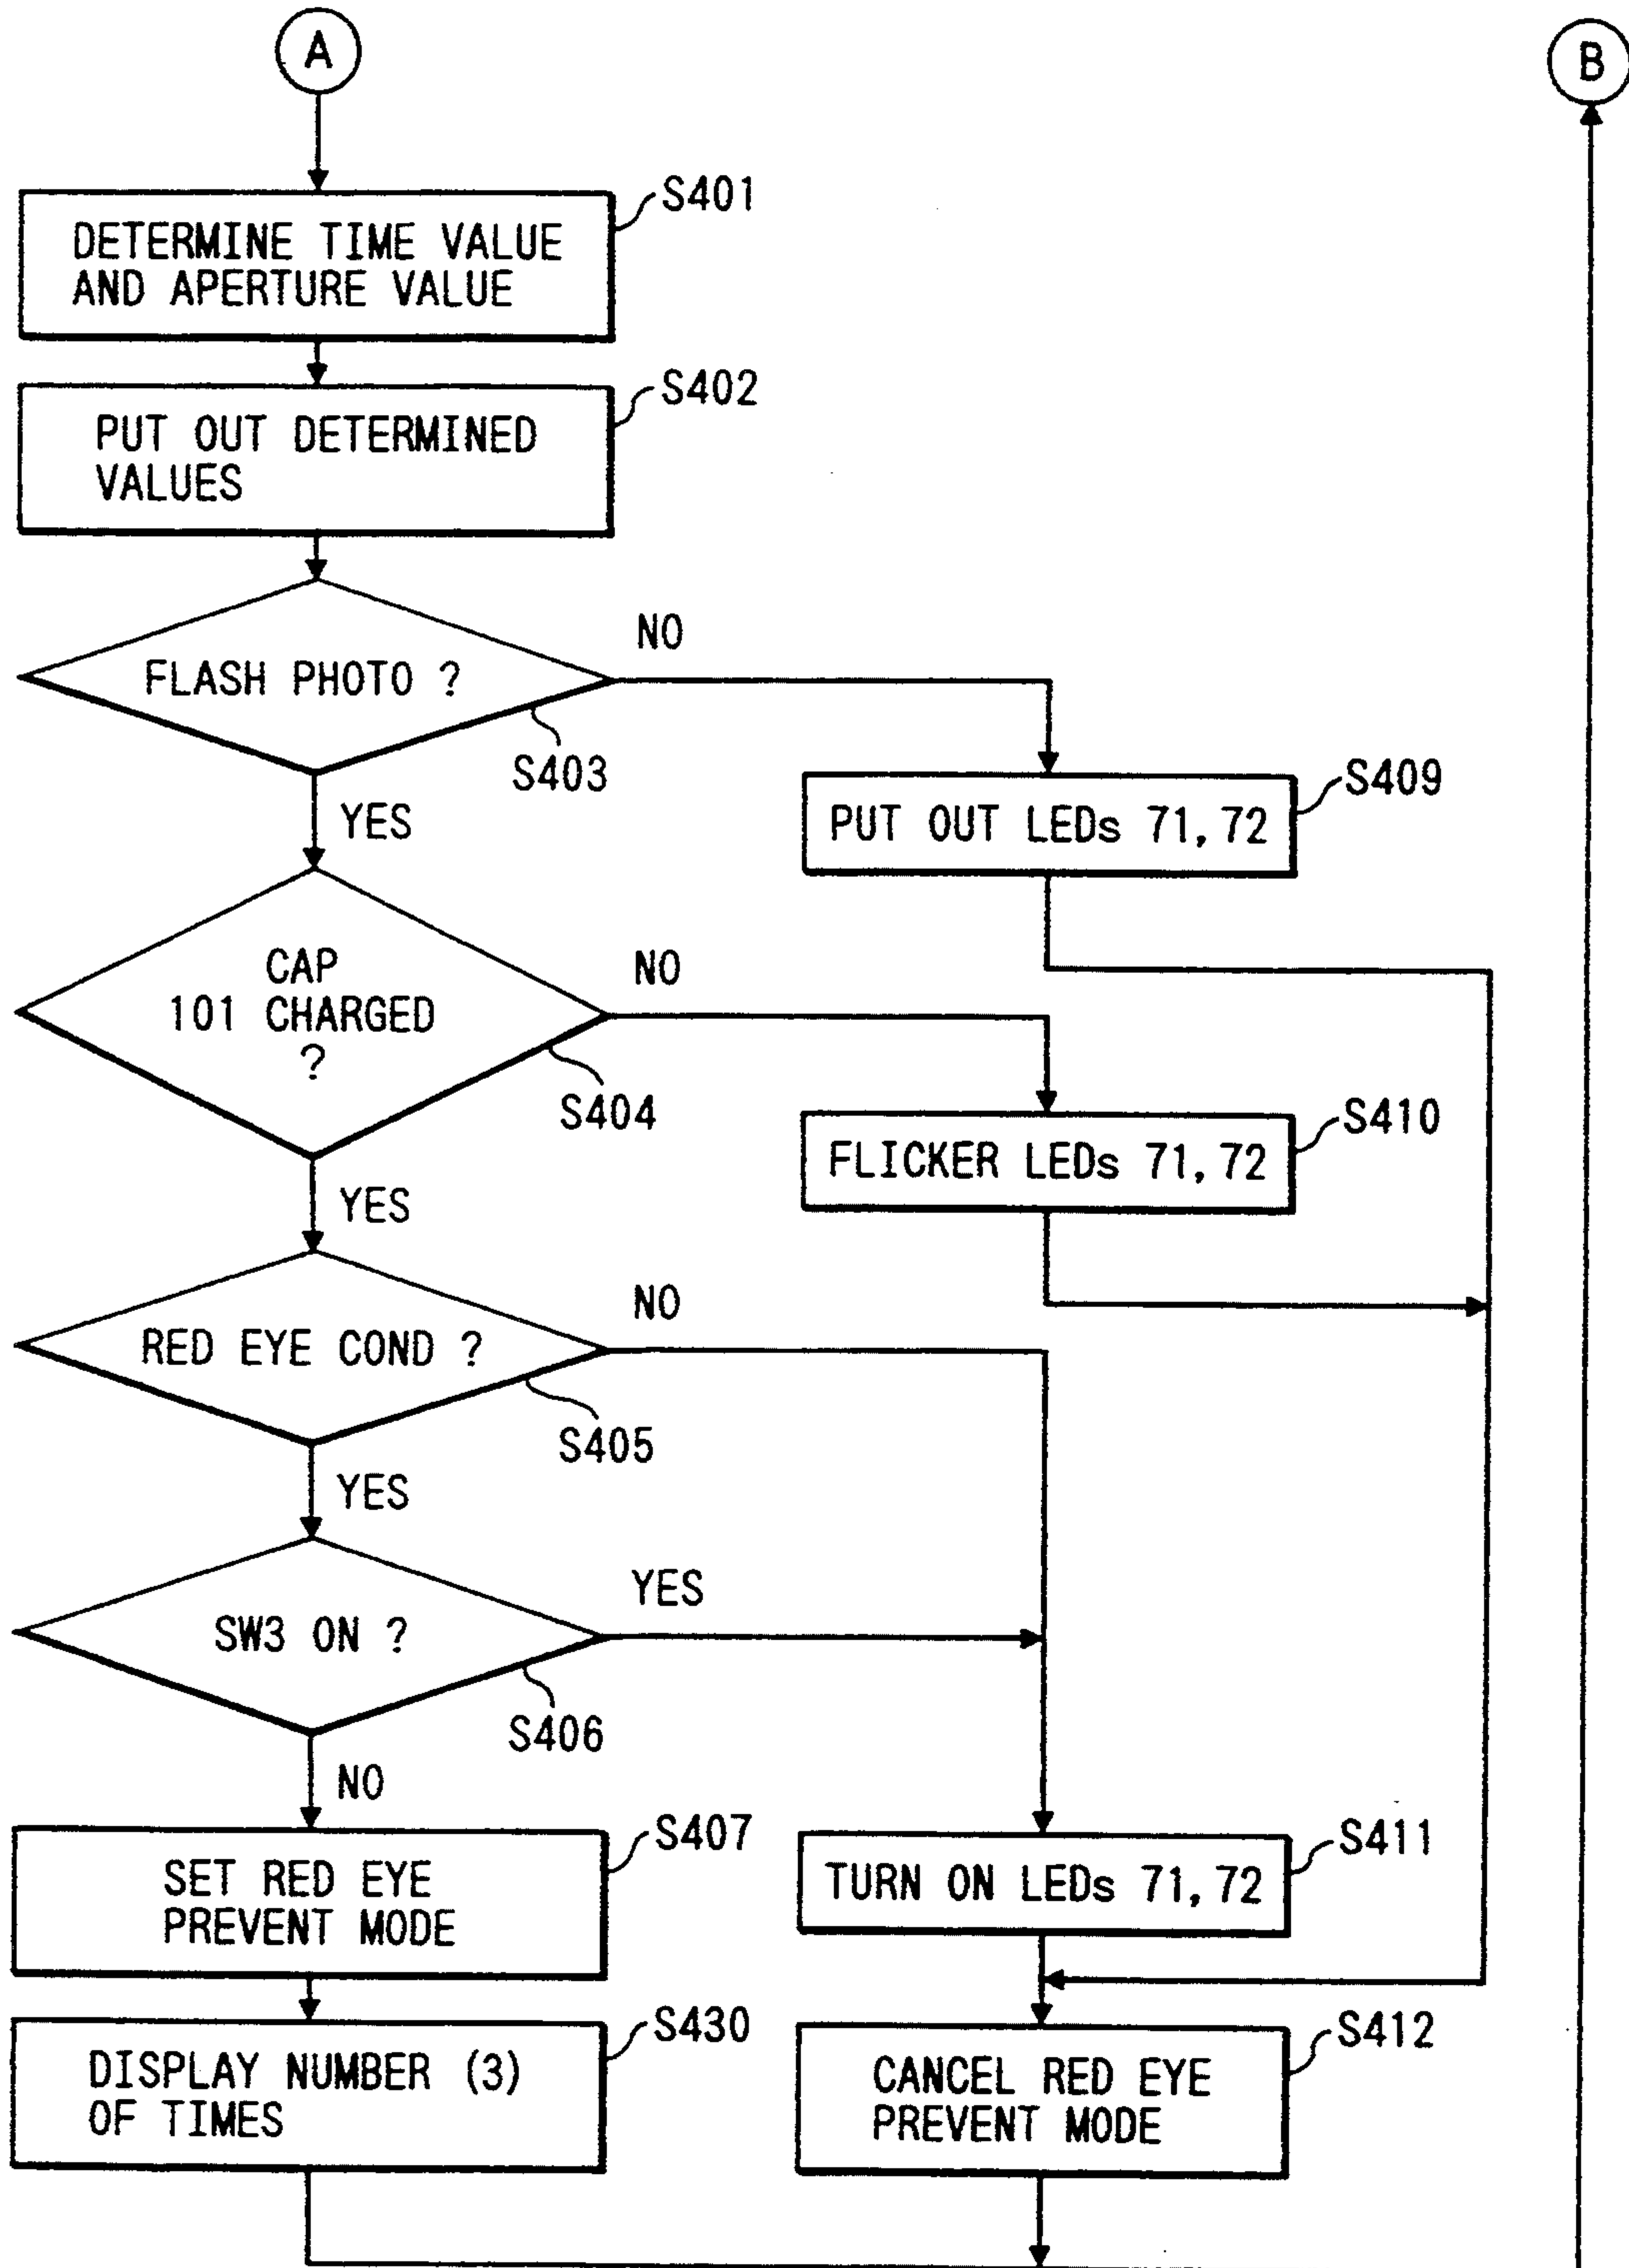 A
B
S401
DETERMINE TIME VALUE
AND APERTURE VALUE
S402
PUT OUT DETERMINED
VALUES
FLASH PHOTO ?
NO
S403
YES
S409
PUT OUT LEDs 71, 72
CAP
101 CHARGED
?
NO
S404
YES
S410
FLICKER LEDs 71, 72
RED EYE COND ?
NO
S405
YES
SW3 ON ?
YES
S406
NO
S407
SET RED EYE
PREVENT MODE
S411
TURN ON LEDs 71, 72
S430
DISPLAY NUMBER (3)
OF TIMES
S412
CANCEL RED EYE
PREVENT MODE